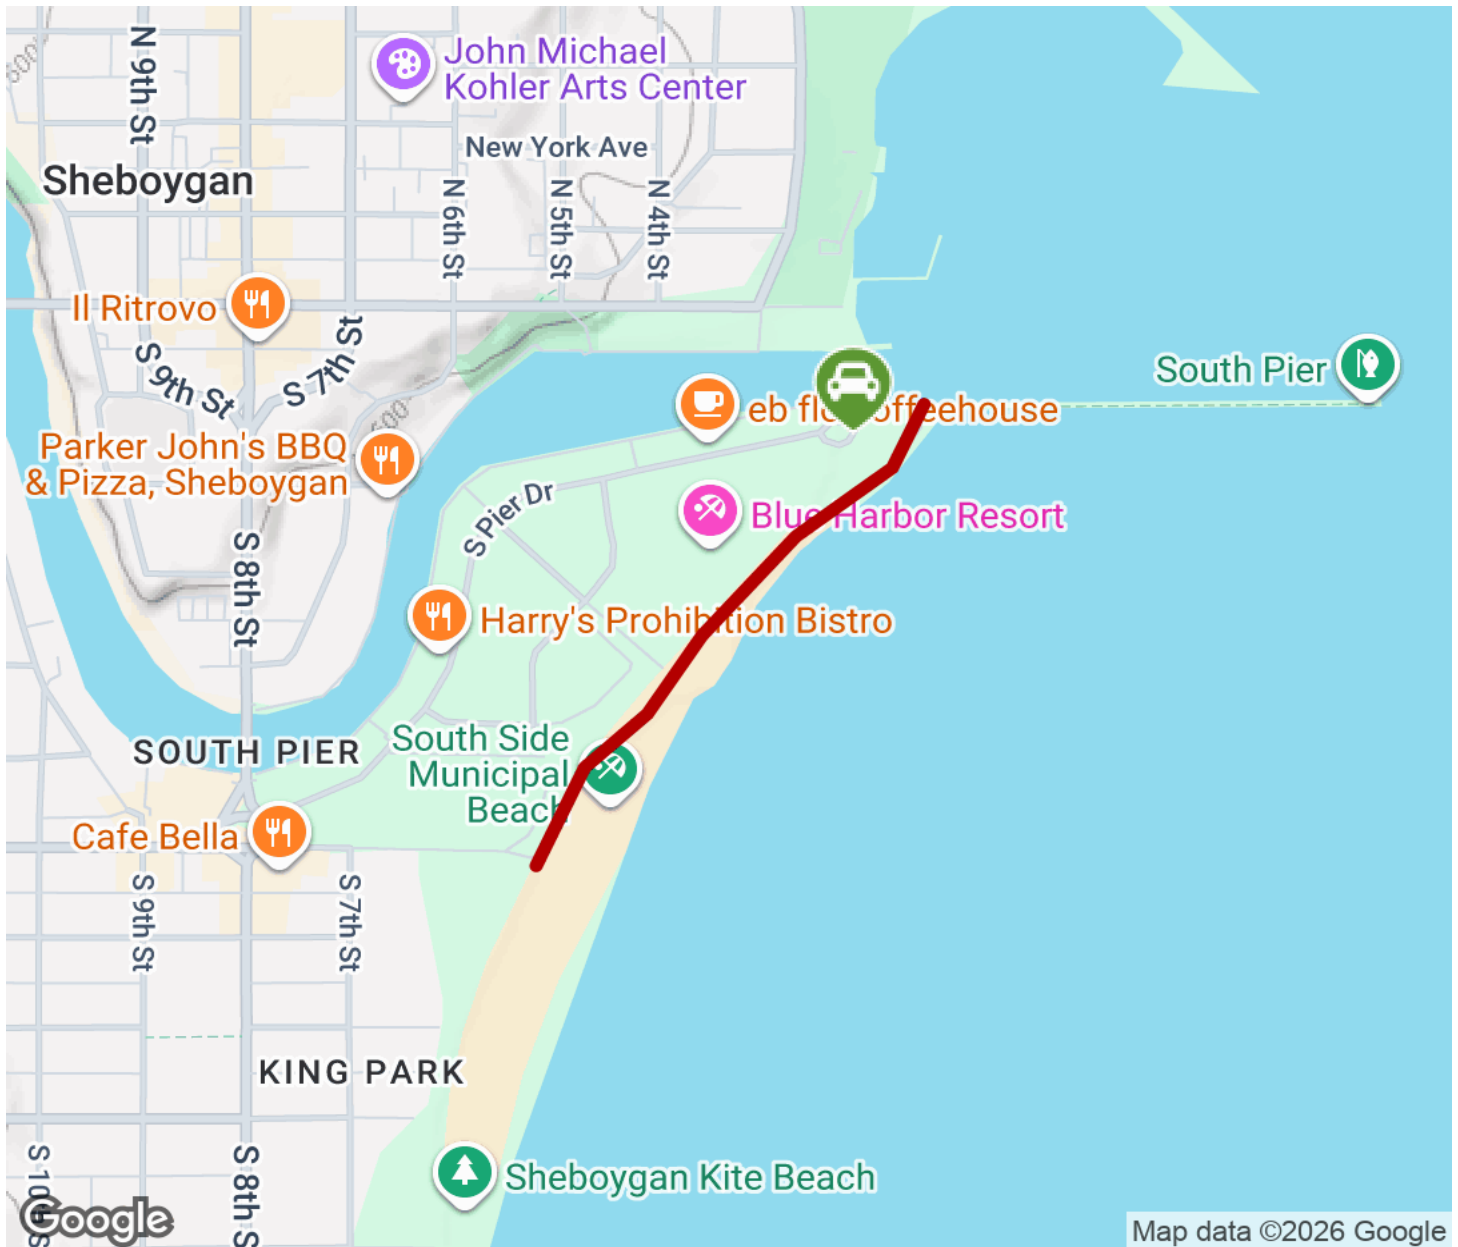 N 9th St
600
John Michael
Kohler Arts Center
New York Ave
Sheboygan
N 6th St
N 5th St
N 4th St
Il Ritrovo
S 9th St
S 7th St
South Pier
600
Parker John's BBQ
& Pizza, Sheboygan
S Pier Dr
Blue Harbor Resort
S 8th St
Harry's Prohibition Bistro
SOUTH PIER
South Side
Municipal
Beach
Cafe Bella
S 9th St
S 7th St
KING PARK
S 10th S
S 8th S
Sheboygan Kite Beach
Google
Map data ©2026 Google